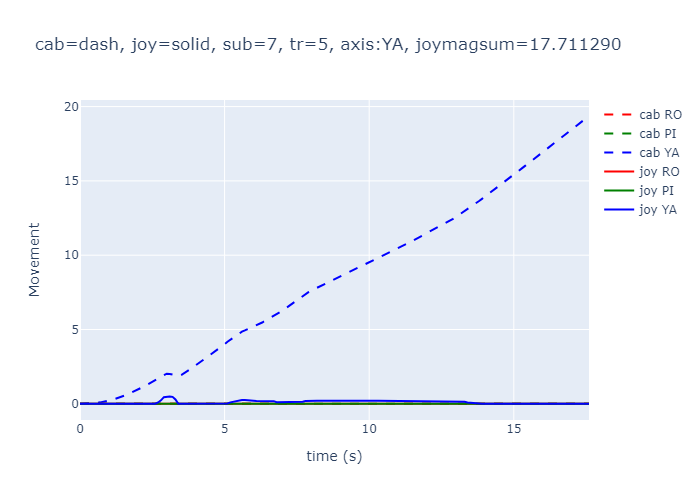 cab=dash, joy=solid, sub=7, tr=5, axis:YA, joymagsum=17.711290
20
15
10
5
0
Movement
0
5
10
15
time (s)
cab RO
cab PI
cab YA
joy RO
joy PI
joy YA